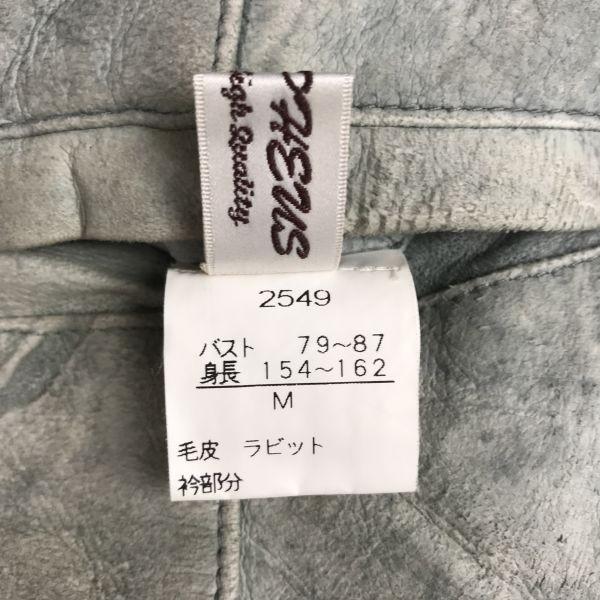 HEUS
High Quality
2549
バスト 79～87
身長 154～162
M
毛皮 ラビット
衿部分